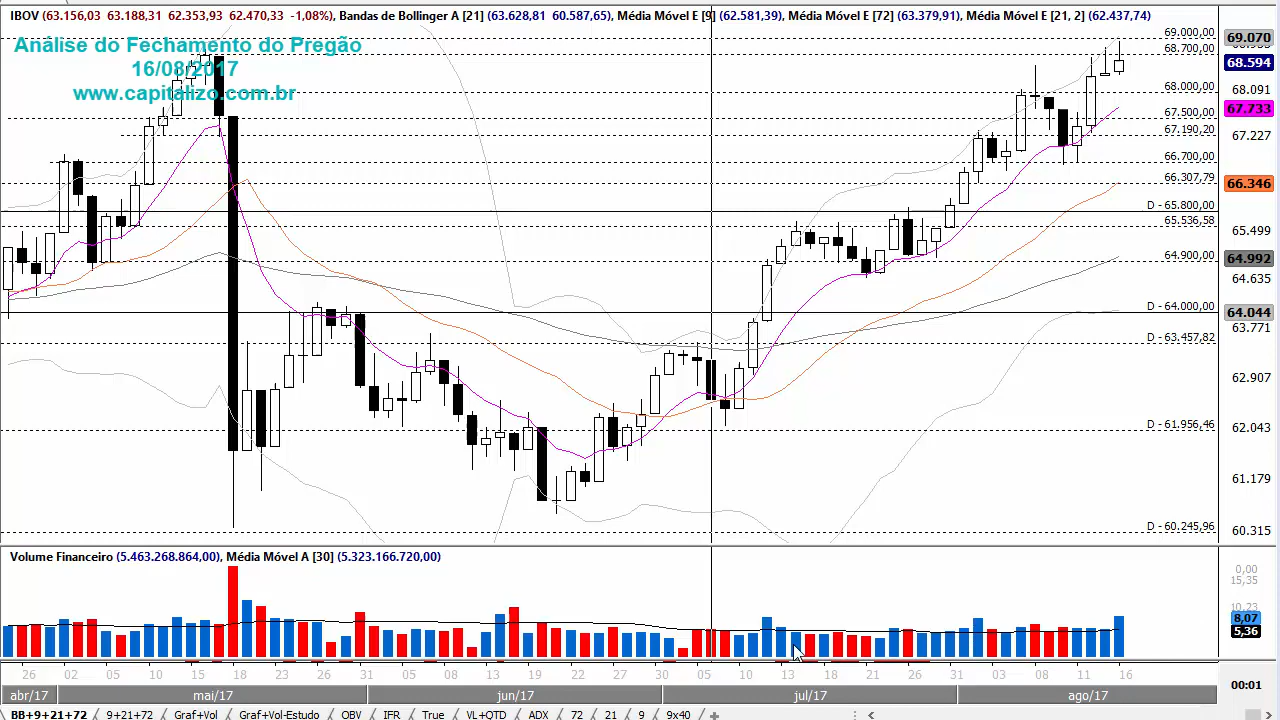 IBOV (63.156,03 63.188,31 62.353,93 62.470,33 -1,08%), Bandas de Bollinger A [21] (63.628,81 60.587,65), Média Móvel E [9] (62.581,39), Média Móvel E [72] (63.379,91), Média Móvel E [21, 2] (62.437,74)
Análise do Fechamento do Pregão
16/08/2017
www.capitalizo.com.br
69.000,00
68.700,00
68.000,00
67.500,00
67.190,20
66.700,00
66.307,79
D - 65.800,00
65.536,58
64.900,00
D - 64.000,00
D - 63.457,82
D - 61.956,46
D - 60.245,96
69.070
68.594
68.091
67.733
67.227
66.346
65.499
64.992
64.635
64.044
63.771
62.907
62.043
61.179
60.315
Volume Financeiro (5.463.268.864,00), Média Móvel A [30] (5.323.166.720,00)
0,00
15,35
10,23
8,07
5,36
26 02 05 10 15 18 23 26 31 05 08 13 19 22 27 30 05 10 13 18 21 26 31 03 08 11 16
abr/17 mai/17 jun/17 jul/17 ago/17
00:01
BB+9+21+72 9+21+72 Graf+Vol Graf+Vol-Estudo OBV IFR True VL+QTD ADX 72 21 9 9x40